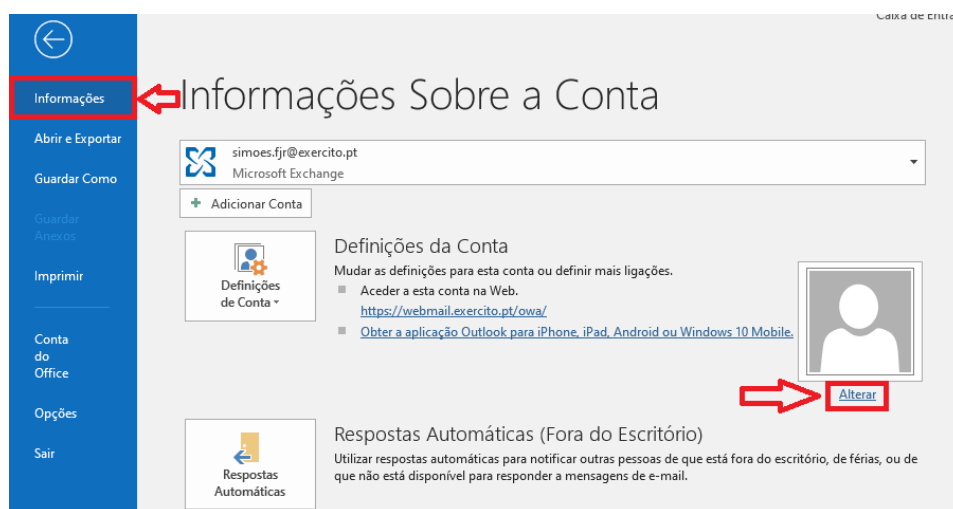 Caixa de Entra
Informações
Informações Sobre a Conta
Abrir e Exportar
Guardar Como
Guardar
Anexos
Imprimir
Conta
do
Office
Opções
Sair
simoes.fjr@exercito.pt
Microsoft Exchange
+ Adicionar Conta
Definições
de Conta
Definições da Conta
Mudar as definições para esta conta ou definir mais ligações.
Aceder a esta conta na Web.
https://webmail.exercito.pt/owa/
Obter a aplicação Outlook para iPhone, iPad, Android ou Windows 10 Mobile.
Alterar
Respostas
Automáticas
Respostas Automáticas (Fora do Escritório)
Utilizar respostas automáticas para notificar outras pessoas de que está fora do escritório, de férias, ou de
que não está disponível para responder a mensagens de e-mail.